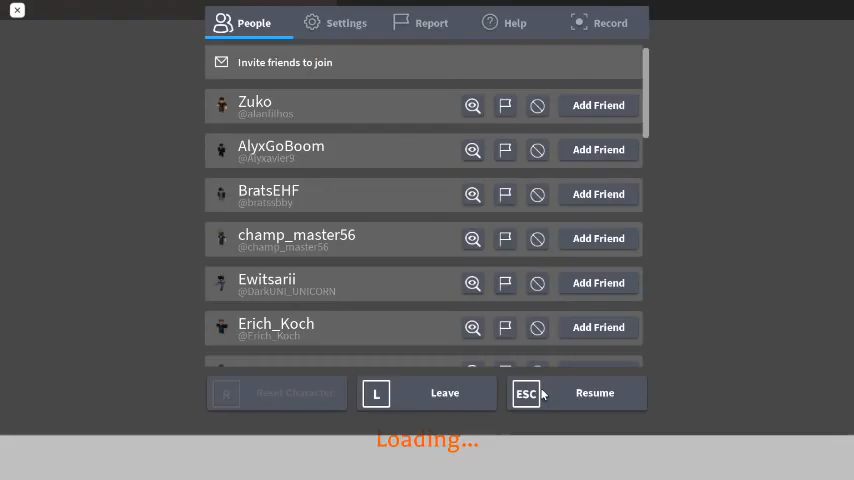 People
Settings
Report
Help
Record
Invite friends to join
Zuko
@alanfilhos
Add Friend
AlyxGoBoom
@Alyxavier9
Add Friend
BratsEHF
@bratssbby
Add Friend
champ_master56
@champ_master56
Add Friend
Ewitsarii
@DarkUNI_UNICORN
Add Friend
Erich_Koch
@Erich_Koch
Add Friend
R Reset Character
L Leave
ESC Resume
Loading...